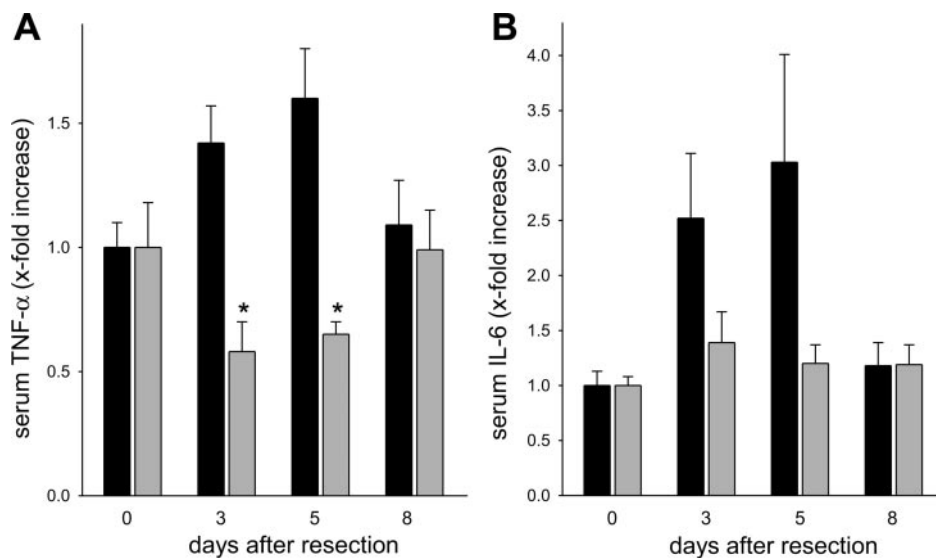 A
serum TNF-α (x-fold increase)
1.5
1.0
0.5
0.0
*
*
0 3 5 8
days after resection
B
serum IL-6 (x-fold increase)
4.0
3.5
3.0
2.5
2.0
1.5
1.0
0.5
0.0
0 3 5 8
days after resection